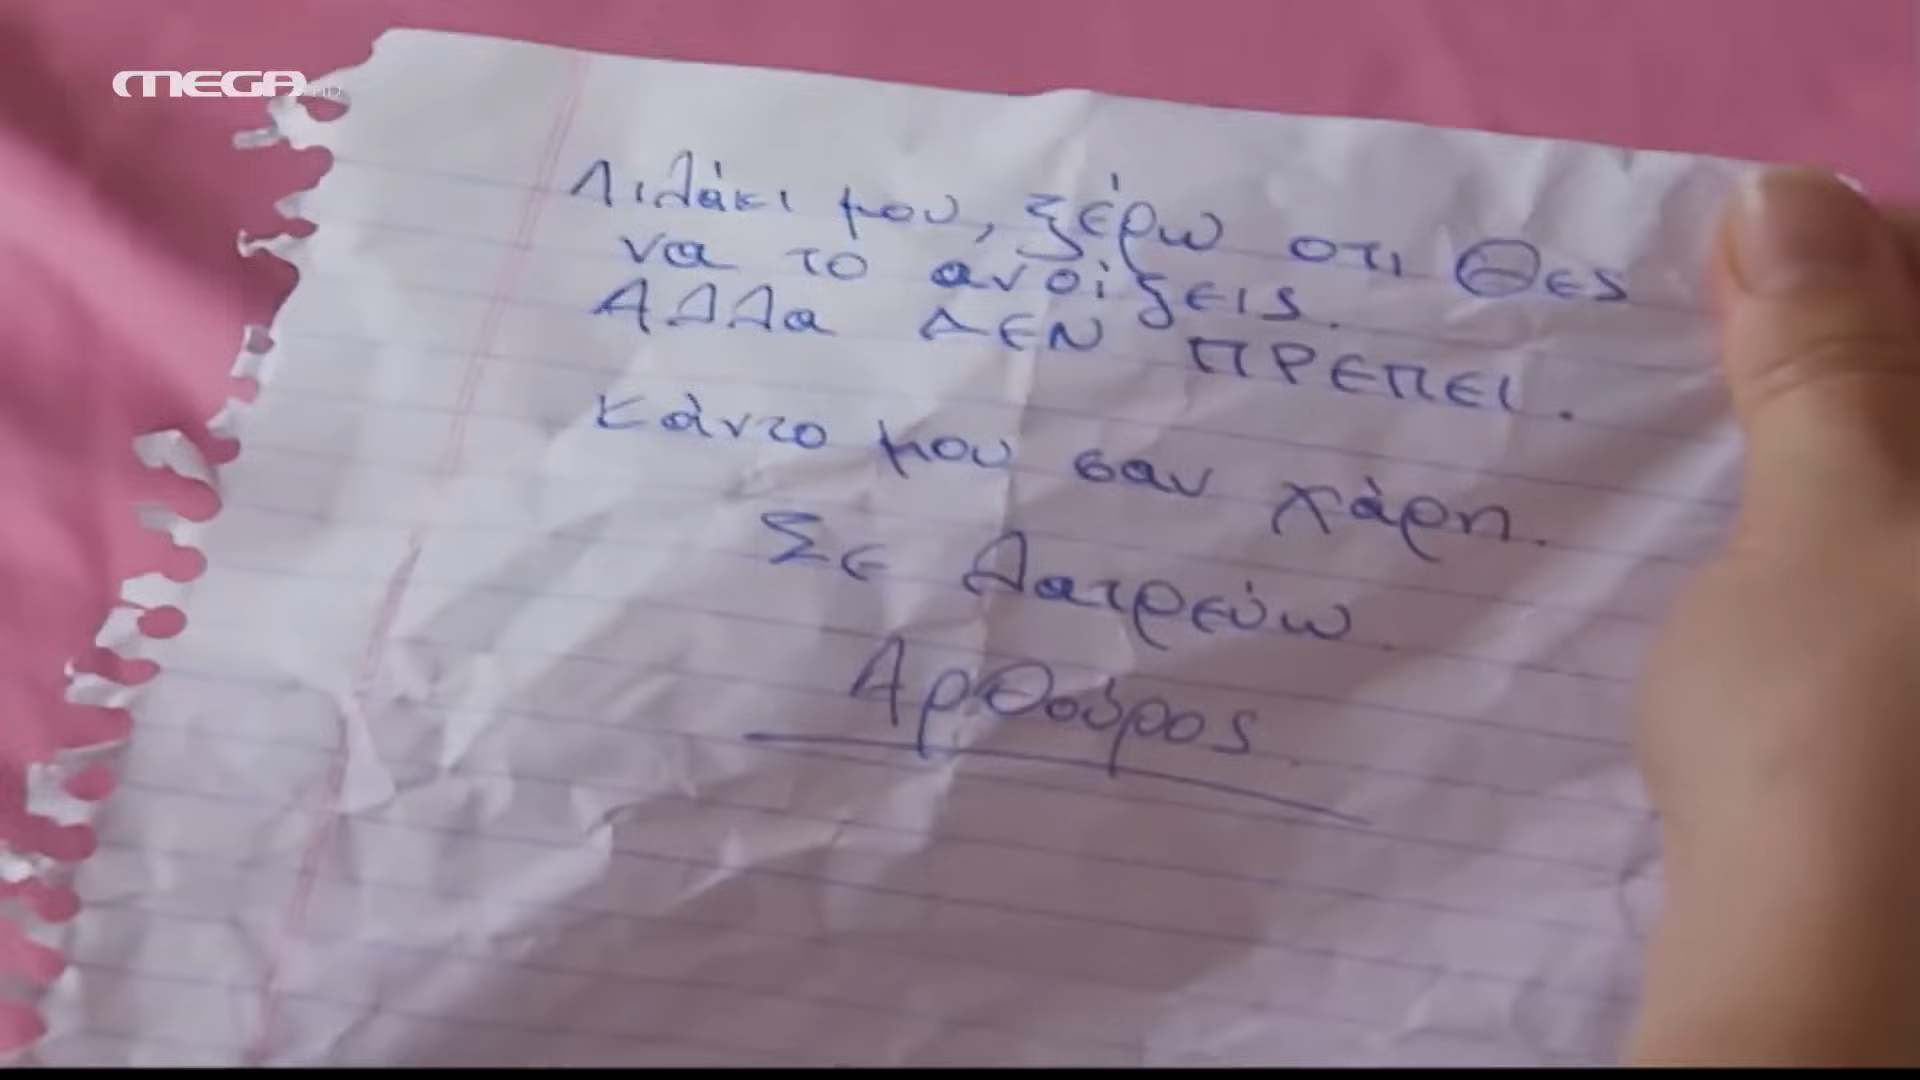 MEGA HD
Λιλάκι μου, ξέρω οτι Θες
να το ανοίξεις.
Αλλα ΔΕΝ ΠΡΕΠΕΙ.
Κάντο μου σαν χάρη.
Σε λατρεύω.
Αρθούρος.